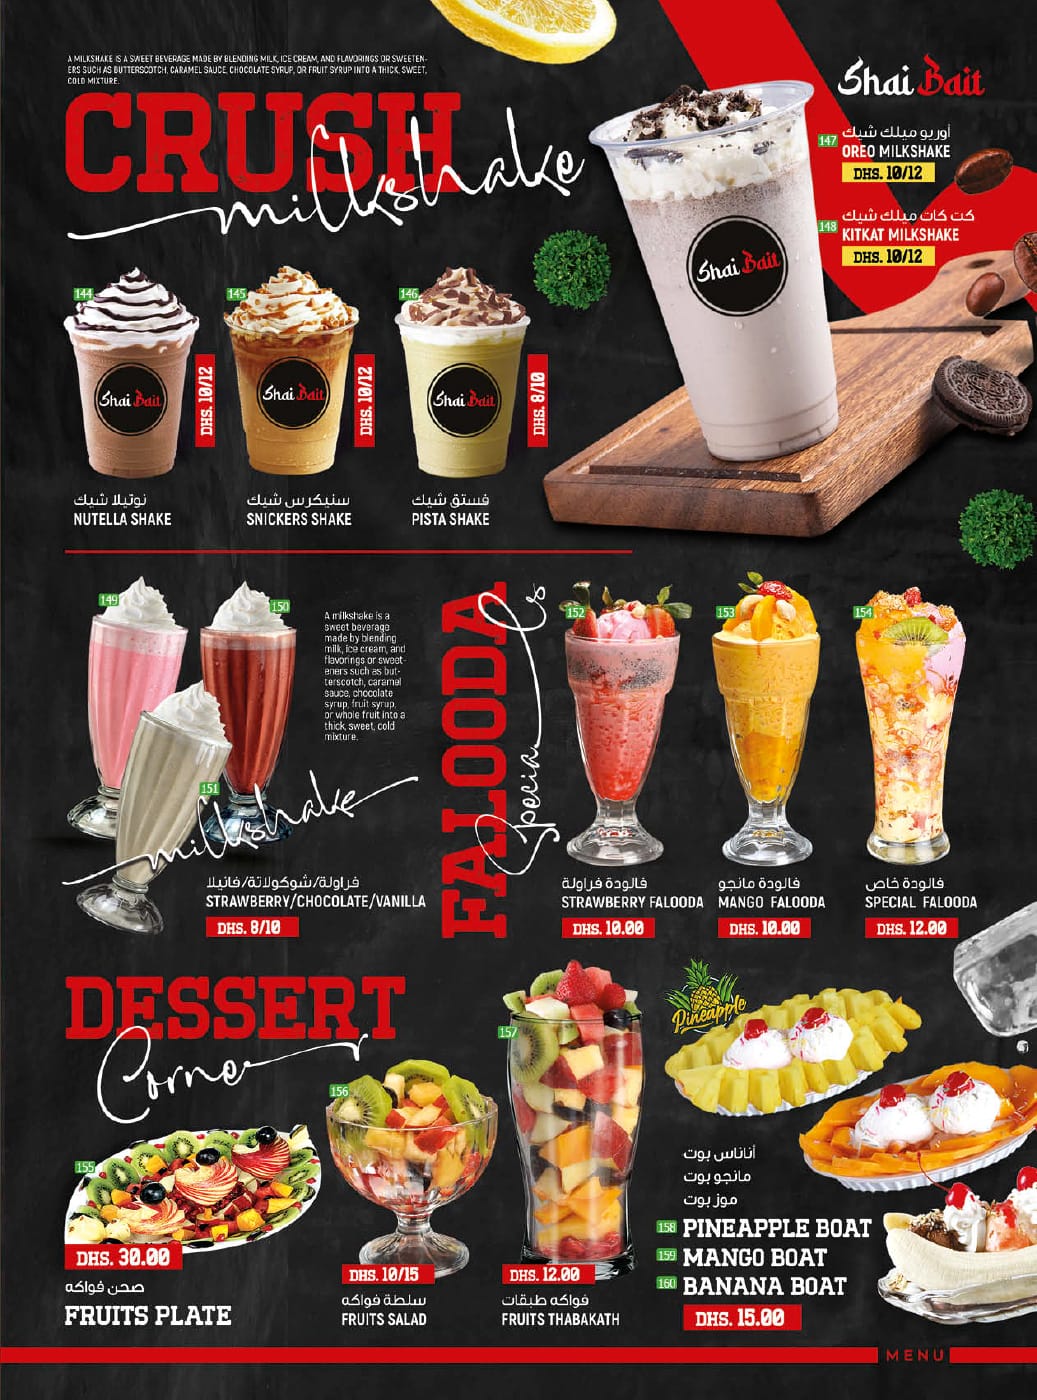 A MILKSHAKE IS A SWEET BEVERAGE MADE BY BLENDING MILK, ICE CREAM, AND FLAVORINGS OR SWEETEN-
ERS SUCH AS BUTTERSCOTCH, CARAMEL SAUCE, CHOCOLATE SYRUP, OR FRUIT SYRUP INTO A THICK, SWEET,
COLD MIXTURE.
CRUSH
milkshake
Shai Bait
147
أوريو ميلك شيك
OREO MILKSHAKE
DHS. 10/12
148
كت كات ميلك شيك
KITKAT MILKSHAKE
DHS. 10/12
Shai Bait
144
Shai Bait
DHS. 10/12
نوتيلا شيك
NUTELLA SHAKE
145
Shai Bait
DHS. 10/12
سنيكرس شيك
SNICKERS SHAKE
146
Shai Bait
DHS. 8/10
فستق شيك
PISTA SHAKE
149
150
151
A milkshake is a
sweet beverage
made by blending
milk, ice cream, and
flavorings or sweet-
eners such as but-
terscotch, caramel
sauce, chocolate
syrup, fruit syrup,
or whole fruit into a
thick, sweet, cold
mixture.
milkshake
فراولة/شوكولاتة/فانيلا
STRAWBERRY/CHOCOLATE/VANILLA
DHS. 8/10
FALOODA
Specials
152
فالودة فراولة
STRAWBERRY FALOODA
DHS. 10.00
153
فالودة مانجو
MANGO FALOODA
DHS. 10.00
154
فالودة خاص
SPECIAL FALOODA
DHS. 12.00
DESSERT
Corner
155
DHS. 30.00
صحن فواكه
FRUITS PLATE
156
DHS. 10/15
سلطة فواكه
FRUITS SALAD
157
DHS. 12.00
فواكه طبقات
FRUITS THABAKATH
Pineapple
أناناس بوت
مانجو بوت
موز بوت
158 PINEAPPLE BOAT
159 MANGO BOAT
160 BANANA BOAT
DHS. 15.00
MENU